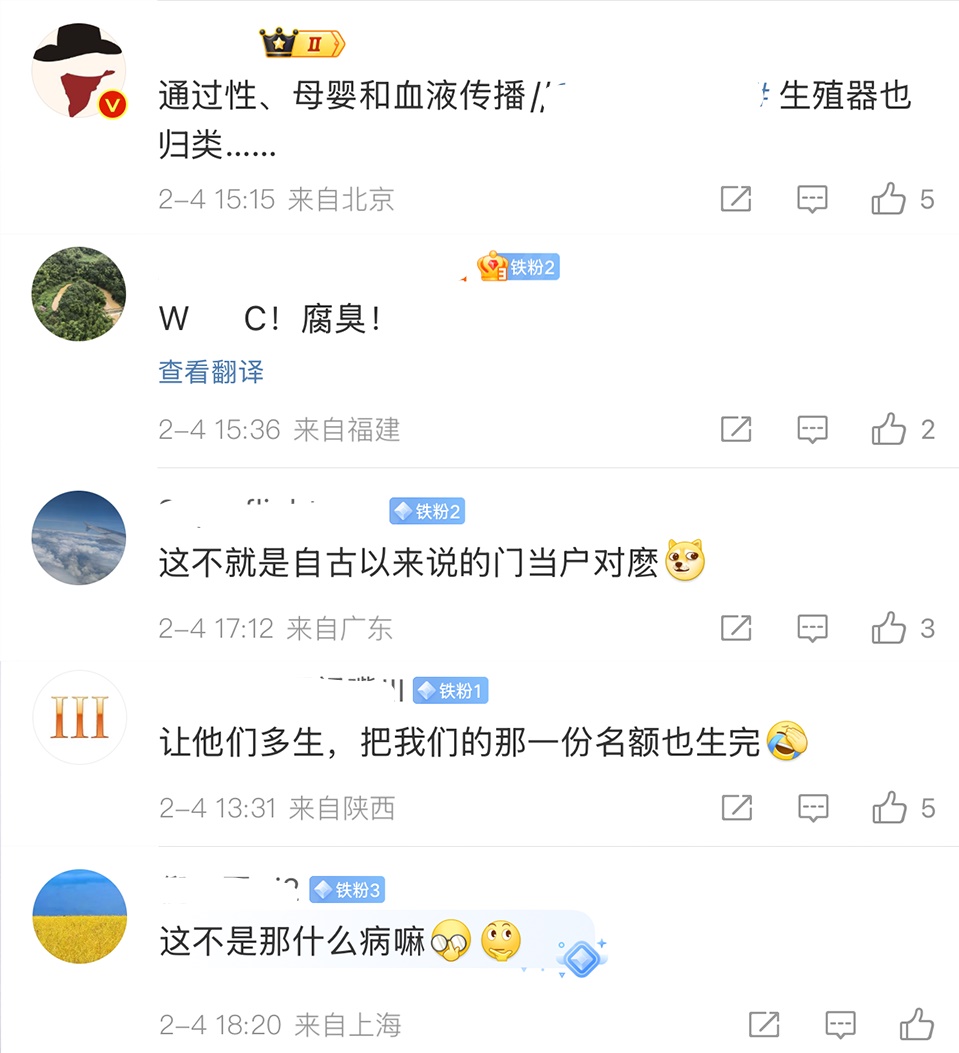 II
通过性、母婴和血液传播//
生殖器也
归类……
2-4 15:15 来自北京
5
铁粉2
W C！腐臭！
查看翻译
2-4 15:36 来自福建
2
铁粉2
这不就是自古以来说的门当户对麽
2-4 17:12 来自广东
3
铁粉1
III
让他们多生，把我们的那一份名额也生完
2-4 13:31 来自陕西
5
铁粉3
这不是那什么病嘛
2-4 18:20 来自上海